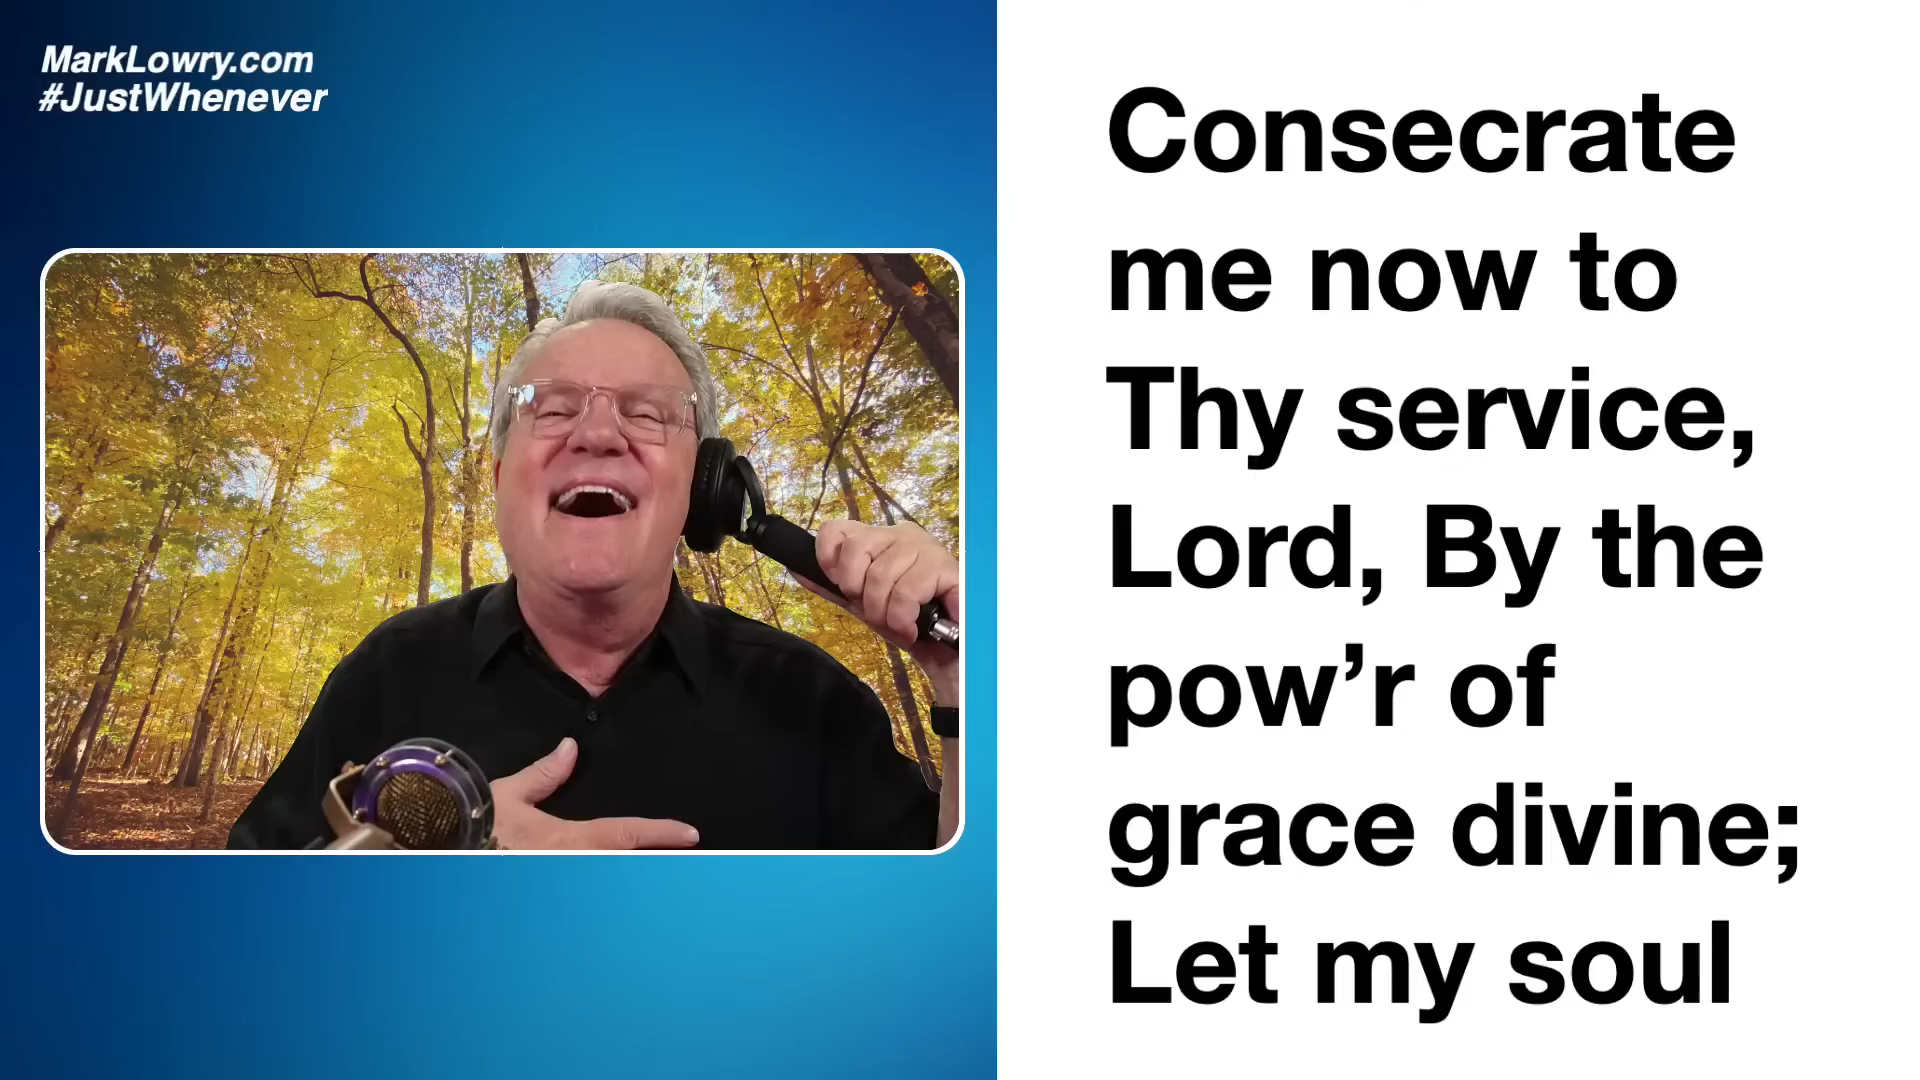 MarkLowry.com
#JustWhenever
Consecrate
me now to
Thy service,
Lord, By the
pow’r of
grace divine;
Let my soul